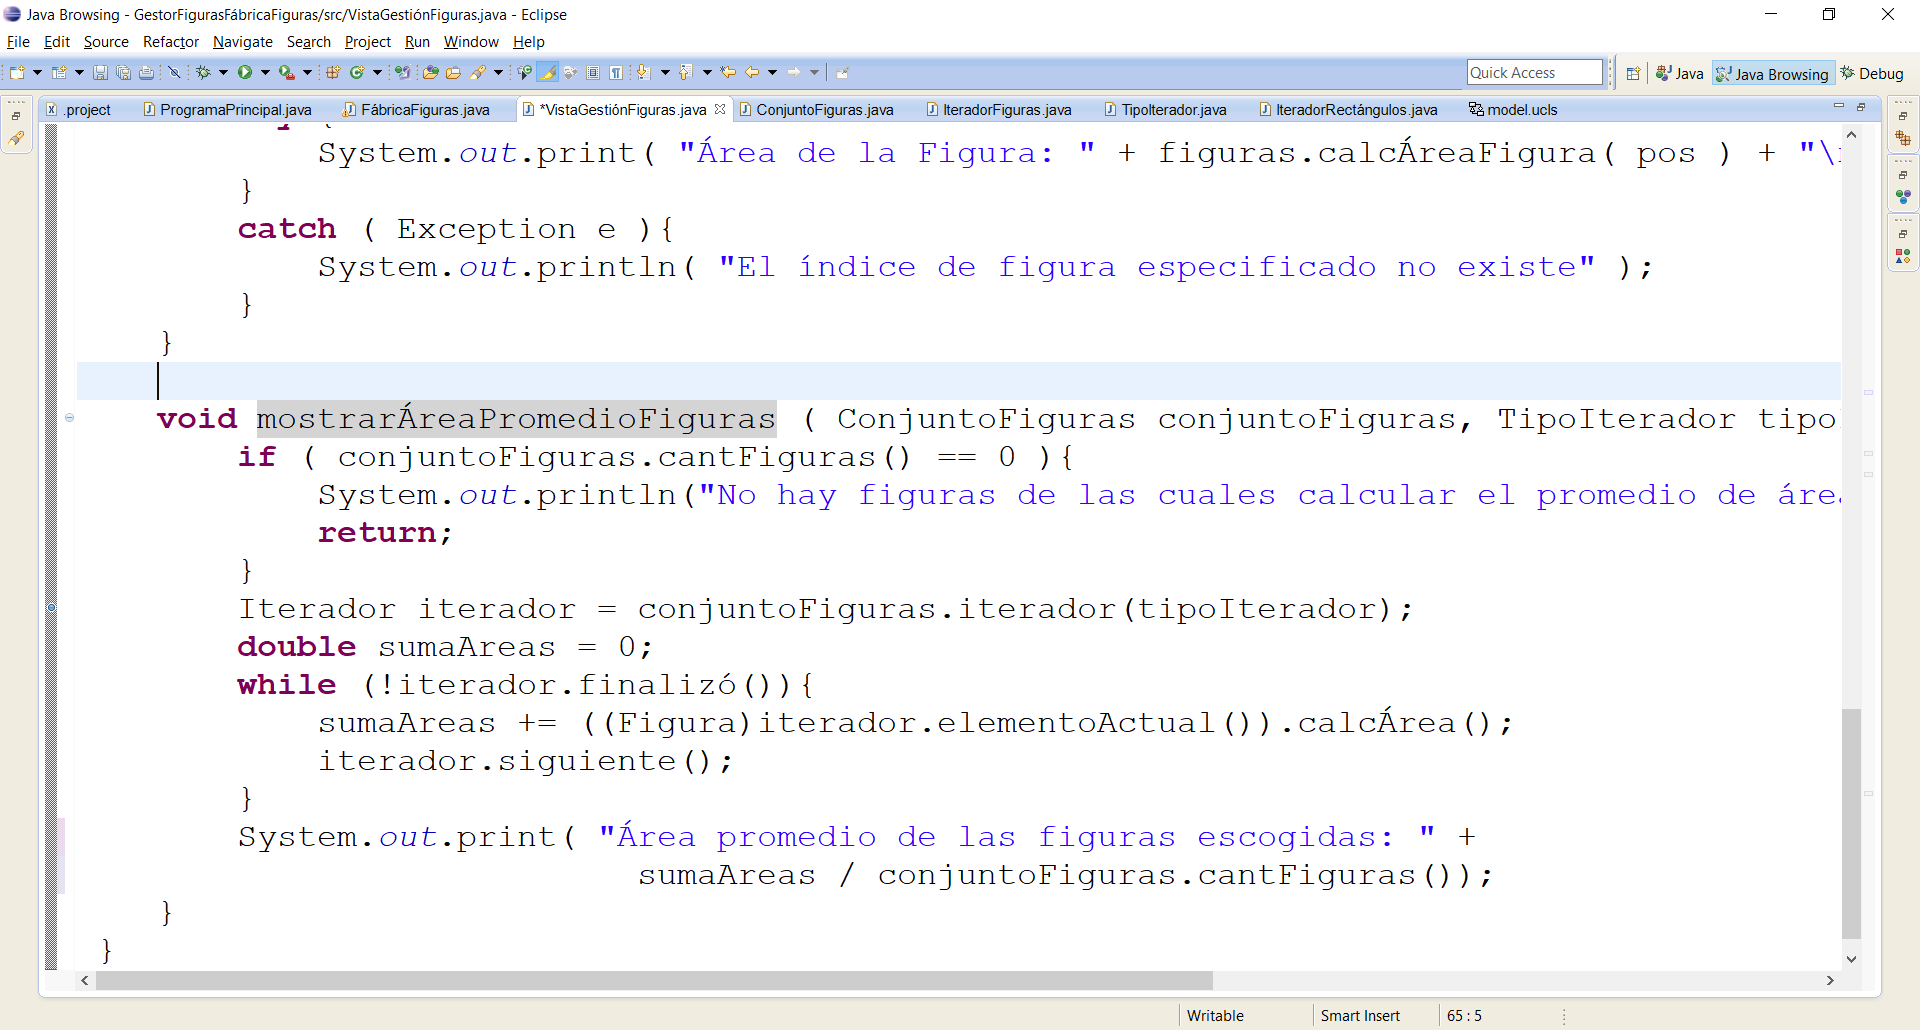 Java Browsing - GestorFigurasFábricaFiguras/src/VistaGestiónFiguras.java - Eclipse
File Edit Source Refactor Navigate Search Project Run Window Help
Quick Access Java Java Browsing Debug
.project ProgramaPrincipal.java FábricaFiguras.java *VistaGestiónFiguras.java ConjuntoFiguras.java IteradorFiguras.java TipoIterador.java IteradorRectángulos.java model.ucls
System.out.print( "Área de la Figura: " + figuras.calcÁreaFigura( pos ) + "\
}
catch ( Exception e ){
System.out.println( "El índice de figura especificado no existe" );
}
}
void mostrarÁreaPromedioFiguras ( ConjuntoFiguras conjuntoFiguras, TipoIterador tipo
if ( conjuntoFiguras.cantFiguras() == 0 ){
System.out.println("No hay figuras de las cuales calcular el promedio de área
return;
}
Iterador iterador = conjuntoFiguras.iterador(tipoIterador);
double sumaAreas = 0;
while (!iterador.finalizó()){
sumaAreas += ((Figura)iterador.elementoActual()).calcÁrea();
iterador.siguiente();
}
System.out.print( "Área promedio de las figuras escogidas: " +
sumaAreas / conjuntoFiguras.cantFiguras());
}
}
Writable Smart Insert 65 : 5